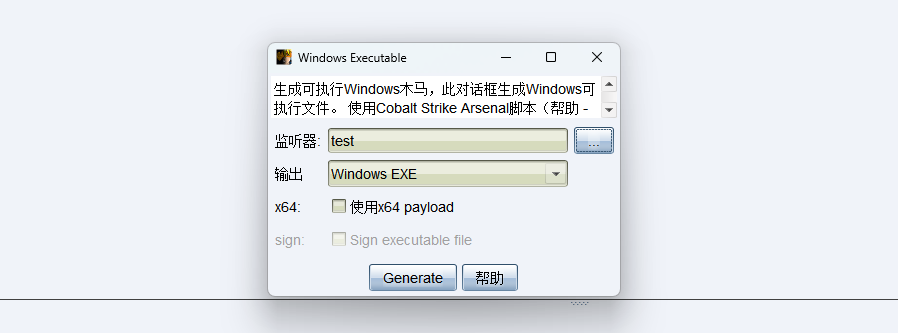 Windows Executable
生成可执行Windows木马，此对话框生成Windows可
执行文件。 使用Cobalt Strike Arsenal脚本（帮助 -
监听器: test ...
输出 Windows EXE
x64: 使用x64 payload
sign: Sign executable file
Generate 帮助